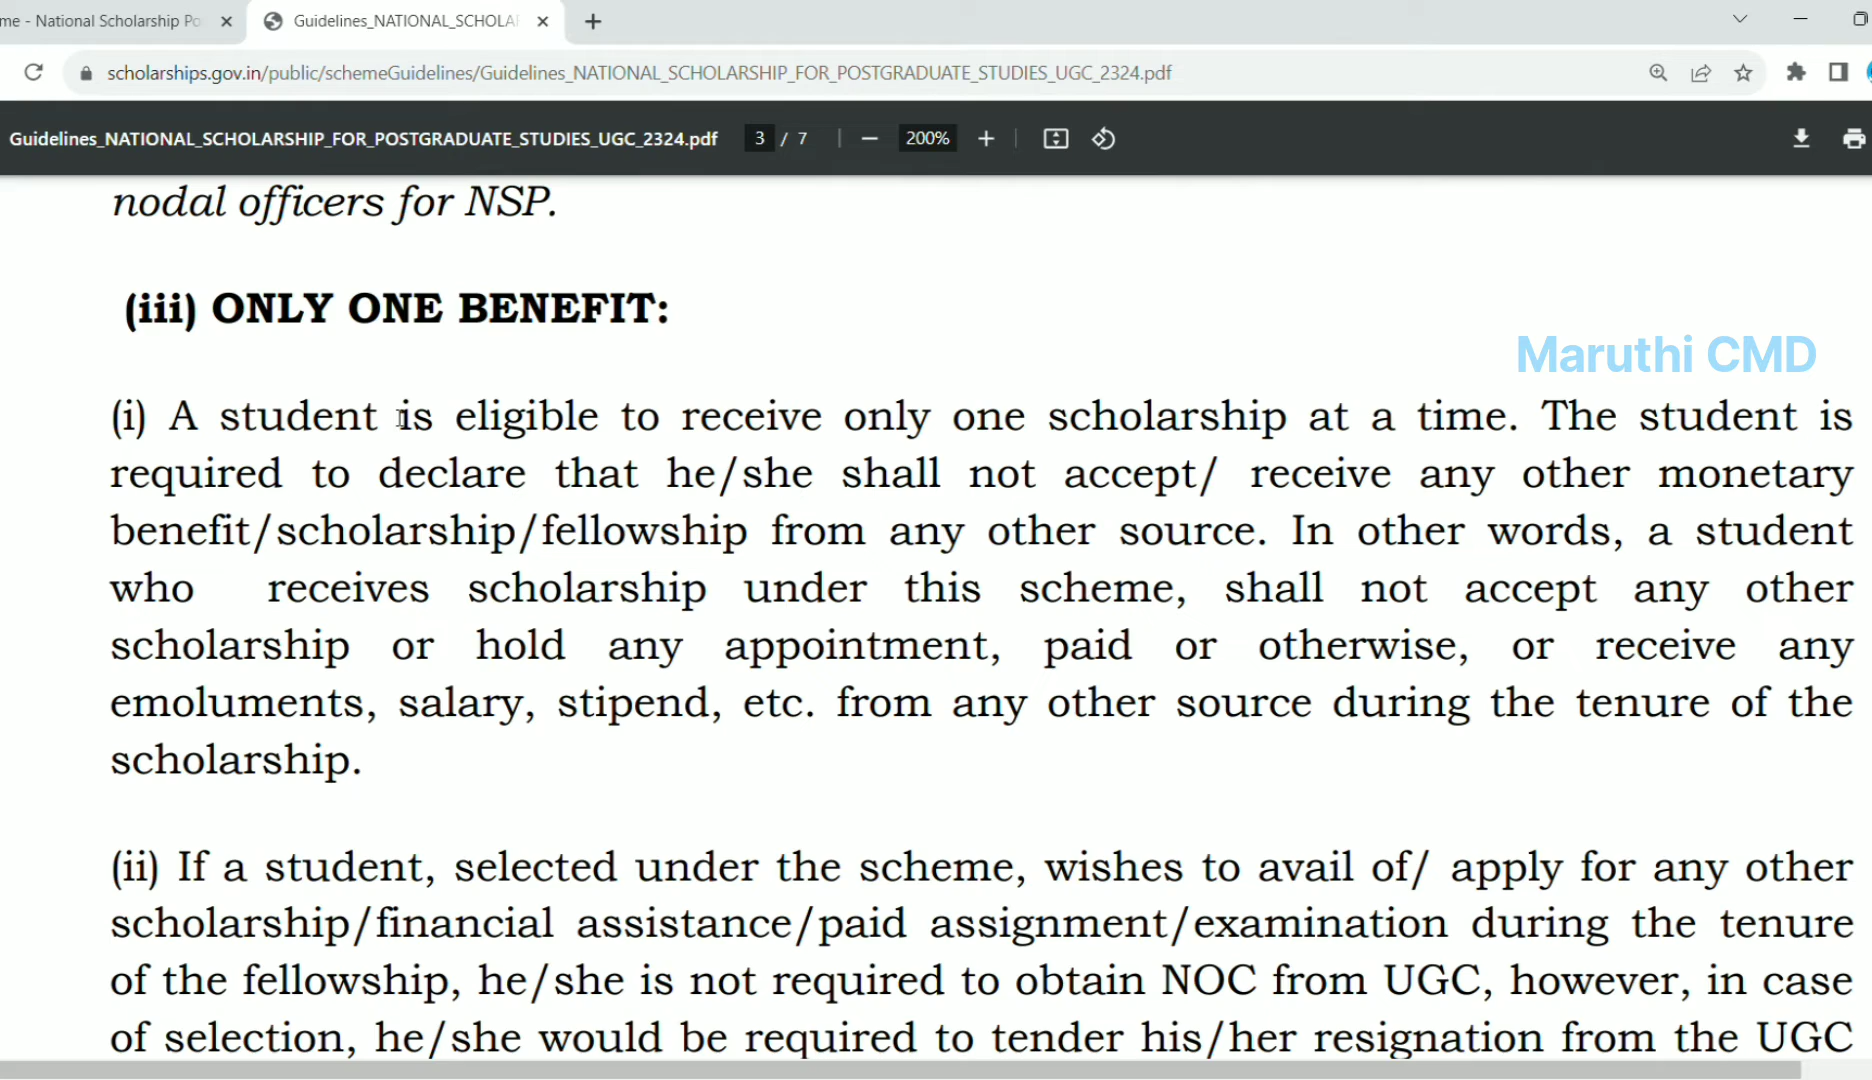 me - National Scholarship Po
Guidelines_NATIONAL_SCHOLA
scholarships.gov.in/public/schemeGuidelines/Guidelines_NATIONAL_SCHOLARSHIP_FOR_POSTGRADUATE_STUDIES_UGC_2324.pdf
Guidelines_NATIONAL_SCHOLARSHIP_FOR_POSTGRADUATE_STUDIES_UGC_2324.pdf 3 / 7 200%
nodal officers for NSP.
(iii) ONLY ONE BENEFIT:
Maruthi CMD
(i) A student is eligible to receive only one scholarship at a time. The student is
required to declare that he/she shall not accept/ receive any other monetary
benefit/scholarship/fellowship from any other source. In other words, a student
who receives scholarship under this scheme, shall not accept any other
scholarship or hold any appointment, paid or otherwise, or receive any
emoluments, salary, stipend, etc. from any other source during the tenure of the
scholarship.
(ii) If a student, selected under the scheme, wishes to avail of/ apply for any other
scholarship/financial assistance/paid assignment/examination during the tenure
of the fellowship, he/she is not required to obtain NOC from UGC, however, in case
of selection, he/she would be required to tender his/her resignation from the UGC